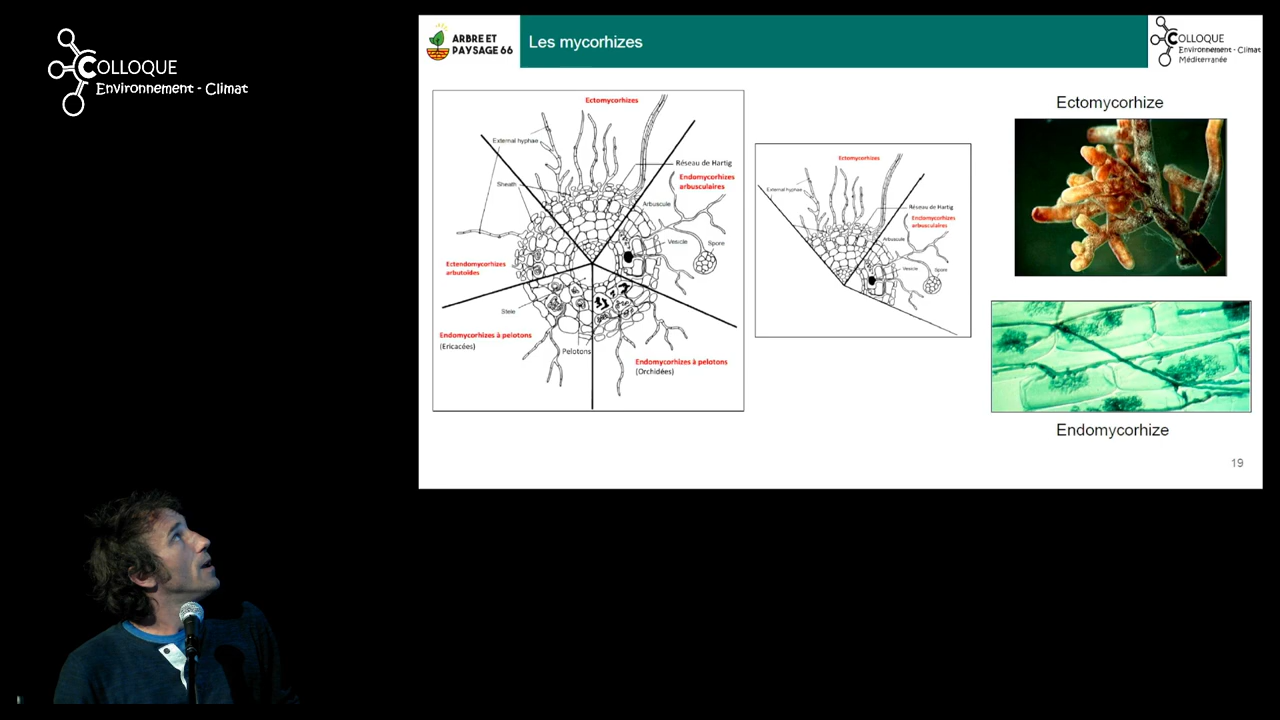 COLLOQUE
Environnement - Climat
ARBRE ET
PAYSAGE 66
Les mycorhizes
COLLOQUE
Environnement - Climat
Méditerranée
Ectomycorhizes
External hyphae
Réseau de Hartig
Endomycorhizes
arbusculaires
Sheath
Arbuscule
Vesicle
Spore
Ectendomycorhizes
arbutoïdes
Stele
Endomycorhizes à pelotons
(Ericacées)
Pelotons
Endomycorhizes à pelotons
(Orchidées)
Ectomycorhizes
External hyphae
Réseau de Hartig
Endomycorhizes
arbusculaires
Arbuscule
Vesicle
Spore
Ectomycorhize
Endomycorhize
19